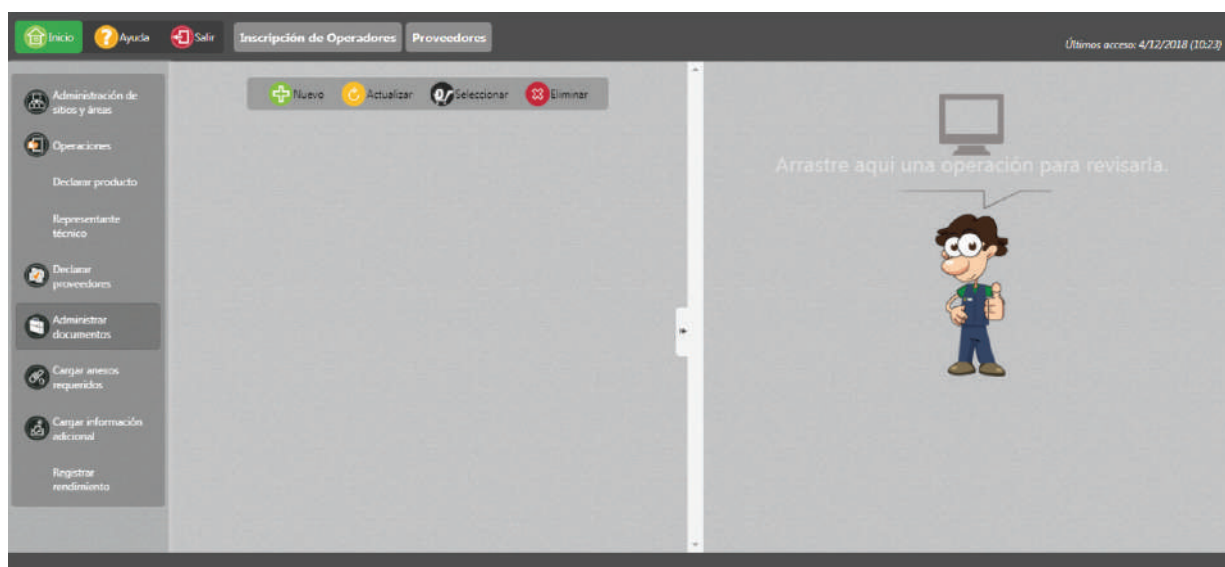 Inicio
Ayuda
Salir
Inscripción de Operadores
Proveedores
Últimos acceso: 4/12/2018 (10:23)
Administración de
sitios y áreas
Operaciones
Declarar producto
Representante
técnico
Declarar
proveedores
Administrar
documentos
Cargar anexos
requeridos
Cargar información
adicional
Registrar
rendimiento
Nuevo
Actualizar
Seleccionar
Eliminar
Arrastre aqui una operación para revisarla.